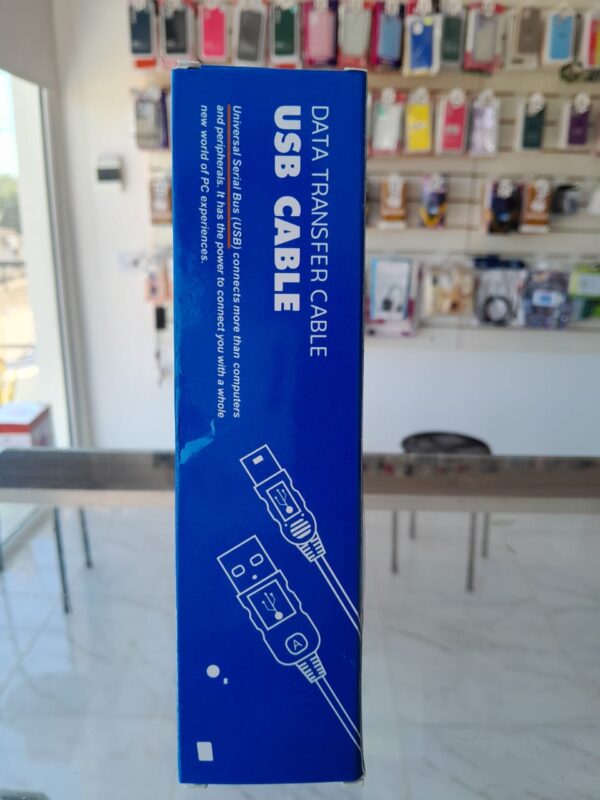 DATA TRANSFER CABLE
USB CABLE
Universal Serial Bus (USB) connects more than computers
and peripherals. It has the power to connect you with a whole
new world of PC experiences.
A